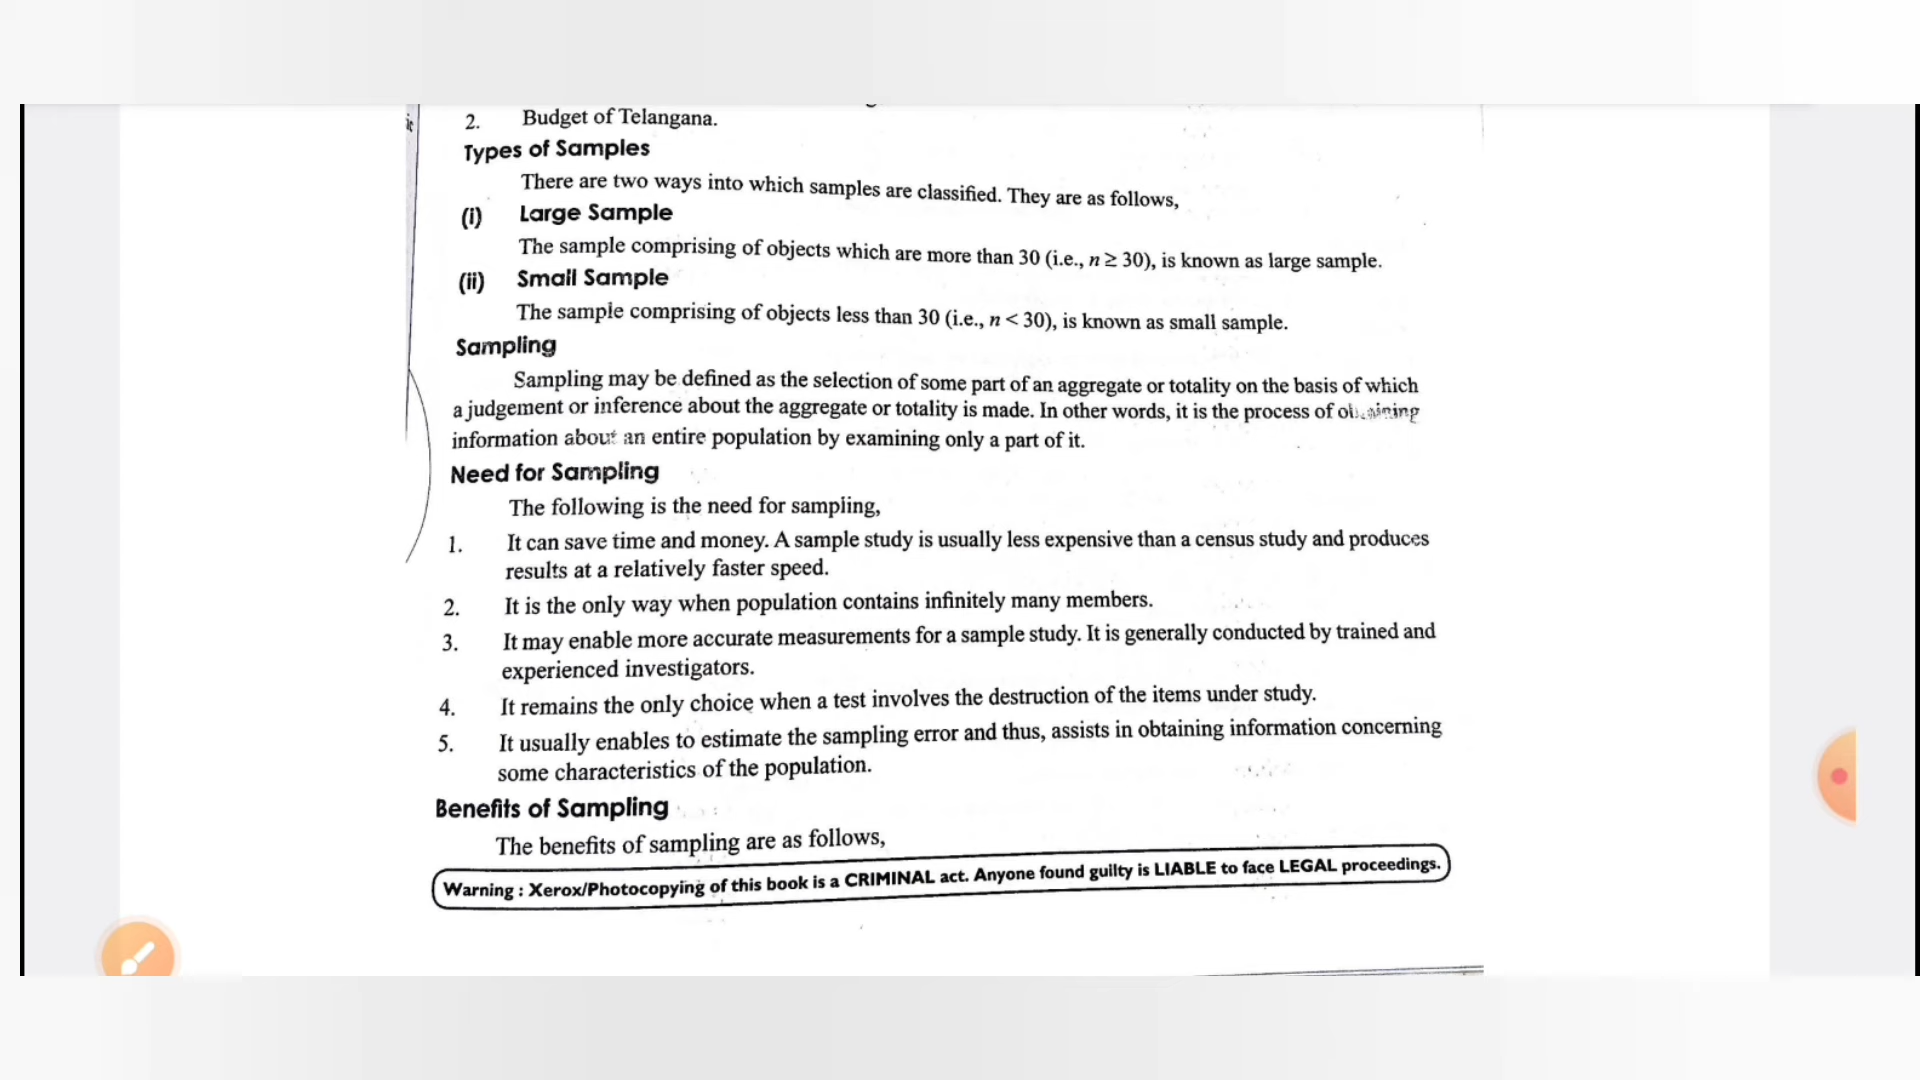 2. Budget of Telangana.
Types of Samples
There are two ways into which samples are classified. They are as follows,
(i) Large Sample
The sample comprising of objects which are more than 30 (i.e., n ≥ 30), is known as large sample.
(ii) Small Sample
The sample comprising of objects less than 30 (i.e., n < 30), is known as small sample.
Sampling
Sampling may be defined as the selection of some part of an aggregate or totality on the basis of which
a judgement or inference about the aggregate or totality is made. In other words, it is the process of obtaining
information about an entire population by examining only a part of it.
Need for Sampling
The following is the need for sampling,
1. It can save time and money. A sample study is usually less expensive than a census study and produces
results at a relatively faster speed.
2. It is the only way when population contains infinitely many members.
3. It may enable more accurate measurements for a sample study. It is generally conducted by trained and
experienced investigators.
4. It remains the only choice when a test involves the destruction of the items under study.
5. It usually enables to estimate the sampling error and thus, assists in obtaining information concerning
some characteristics of the population.
Benefits of Sampling
The benefits of sampling are as follows,
Warning : Xerox/Photocopying of this book is a CRIMINAL act. Anyone found guilty is LIABLE to face LEGAL proceedings.